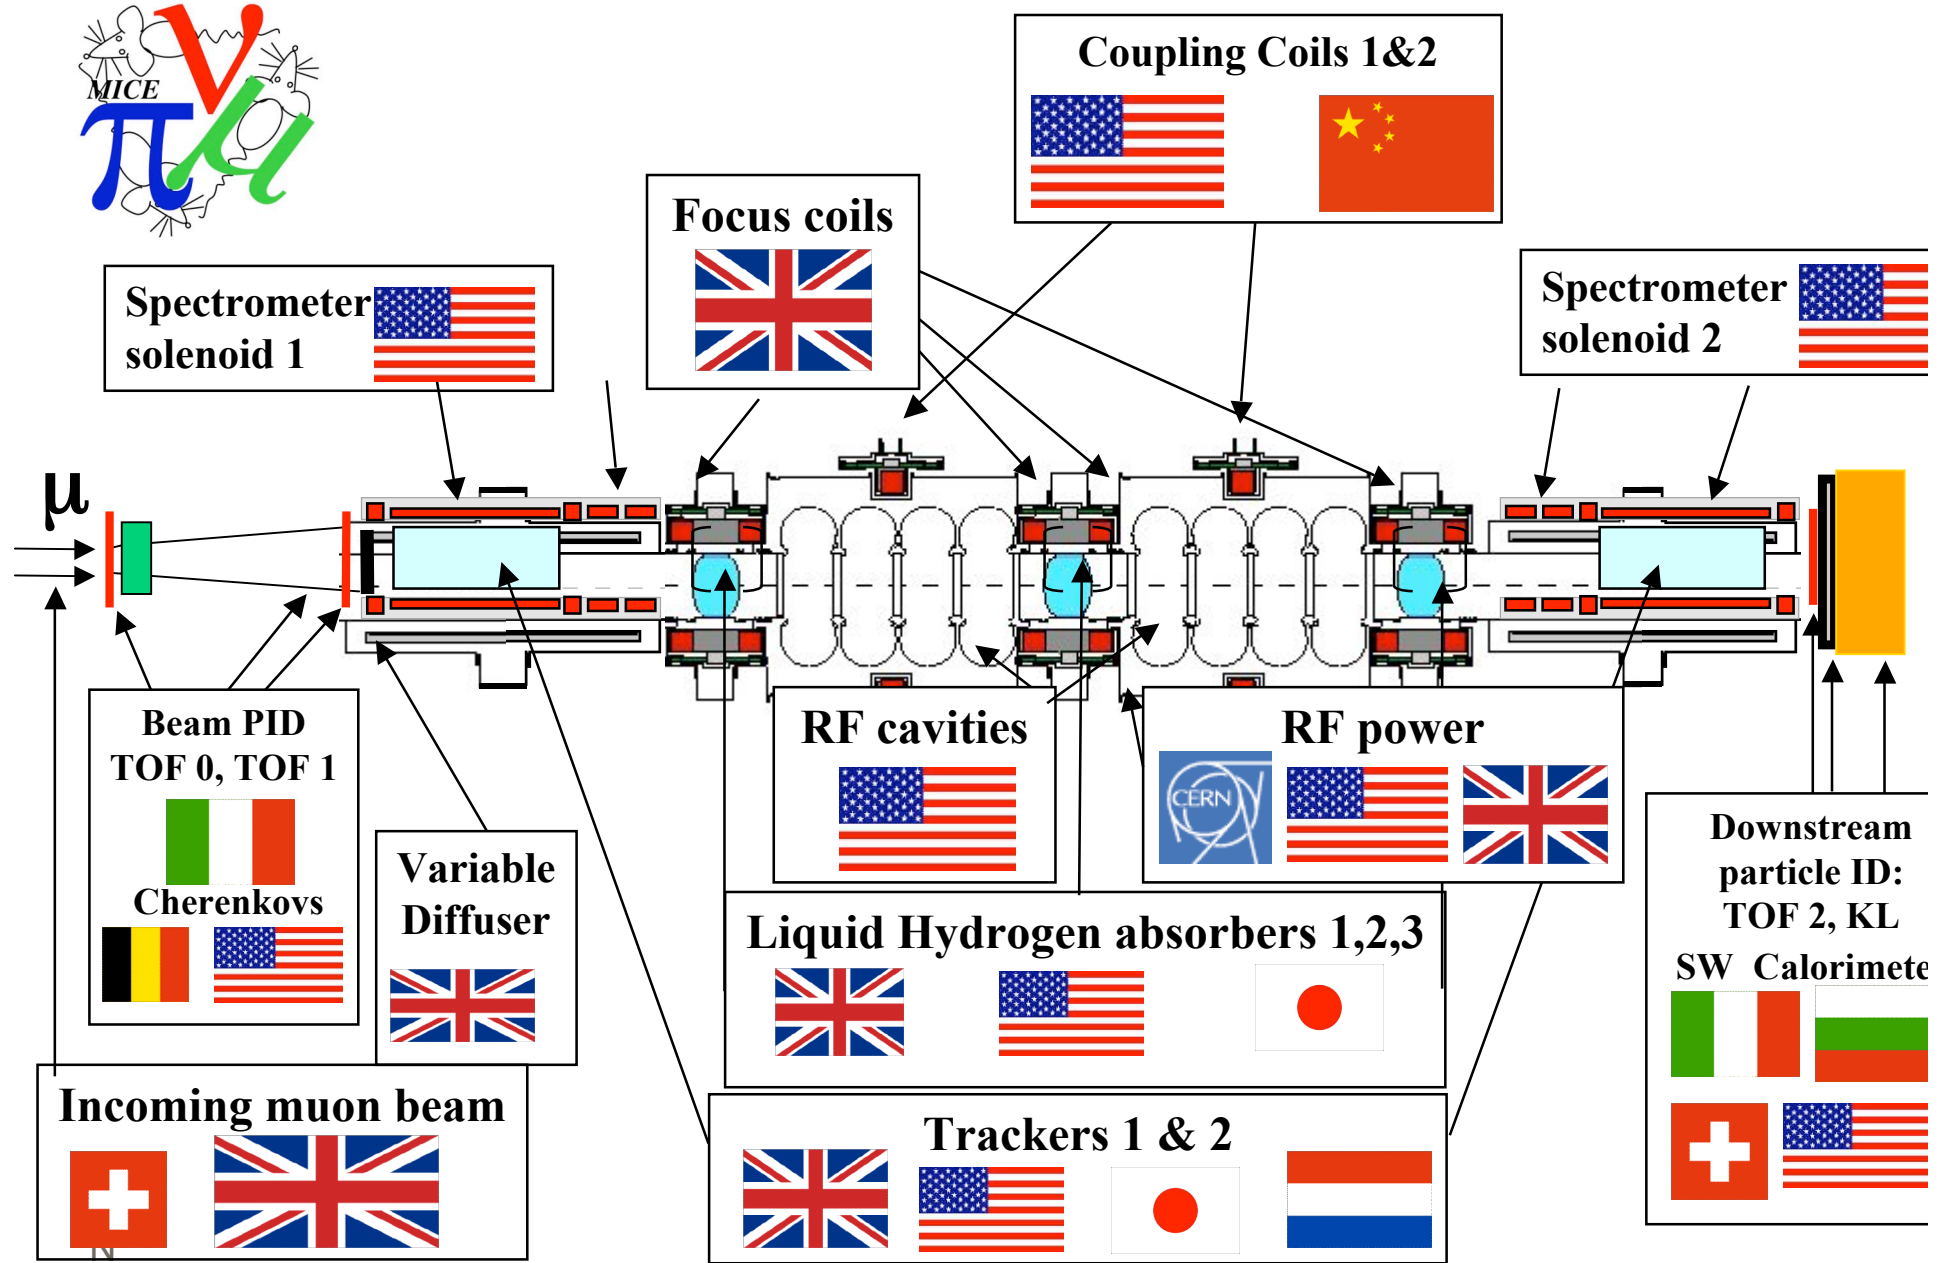 MICE
ν
π
μ
Coupling Coils 1&2
Focus coils
Spectrometer
solenoid 1
Spectrometer
solenoid 2
μ
Beam PID
TOF 0, TOF 1
Cherenkovs
Variable
Diffuser
RF cavities
RF power
CERN
Liquid Hydrogen absorbers 1,2,3
Downstream
particle ID:
TOF 2, KL
SW Calorimete
Incoming muon beam
Trackers 1 & 2
N